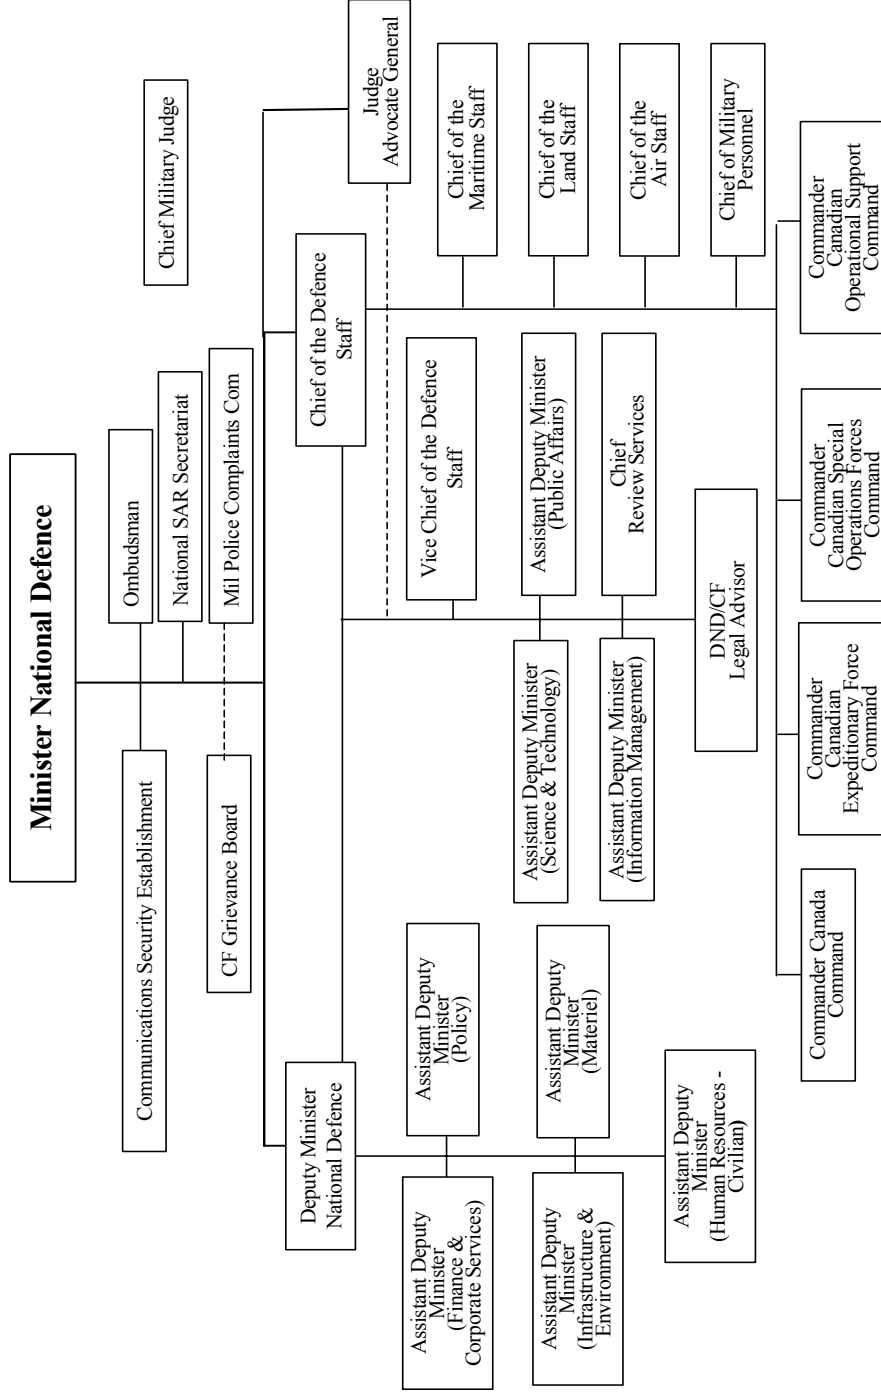 Minister National Defence
Communications Security Establishment
Ombudsman
National SAR Secretariat
Chief Military Judge
CF Grievance Board
Mil Police Complaints Com
Deputy Minister
National Defence
Chief of the Defence
Staff
Judge
Advocate General
Assistant Deputy
Minister
(Finance &
Corporate Services)
Assistant Deputy
Minister
(Policy)
Assistant Deputy
Minister
(Infrastructure &
Environment)
Assistant Deputy
Minister
(Materiel)
Assistant Deputy
Minister
(Human Resources -
Civilian)
Vice Chief of the Defence
Staff
Assistant Deputy Minister
(Science & Technology)
Assistant Deputy Minister
(Public Affairs)
Assistant Deputy Minister
(Information Management)
Chief
Review Services
DND/CF
Legal Advisor
Chief of the
Maritime Staff
Chief of the
Land Staff
Chief of the
Air Staff
Chief of Military
Personnel
Commander Canada
Command
Commander
Canadian
Expeditionary Force
Command
Commander
Canadian Special
Operations Forces
Command
Commander
Canadian
Operational Support
Command